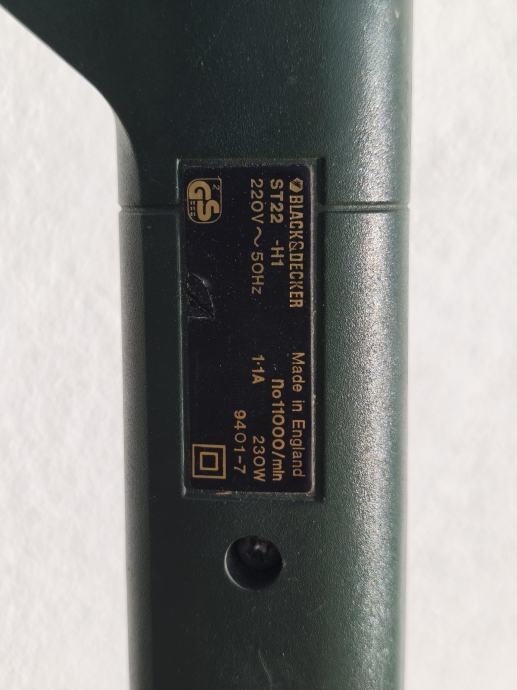 BLACK&DECKER Made in England
ST22 -H1 no11000/min
220V~50Hz 1·1A 230W
9401-7
GS